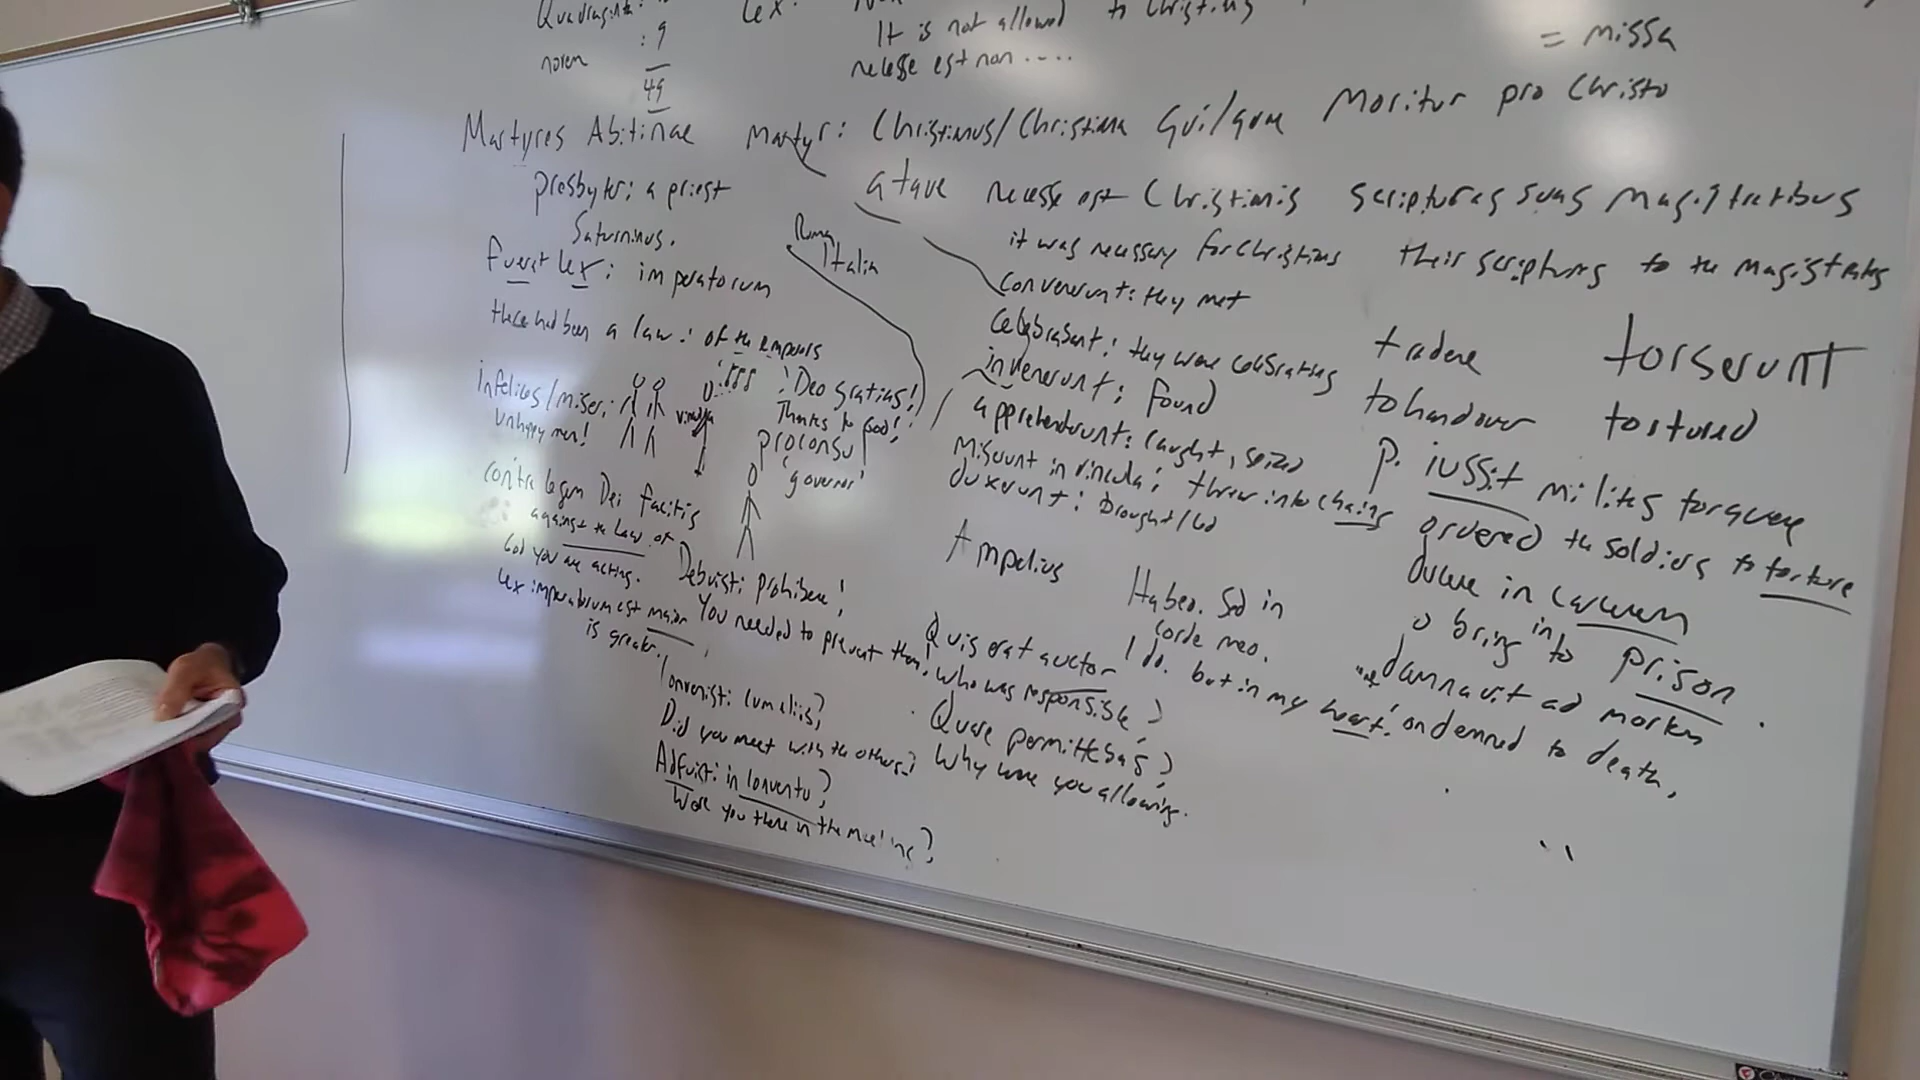 Quadraginta:
: 9
novem
49
Lex:
It is not allowed to Christians
necesse est non ....
= missa
Martyres Abitinae
martyr: Christianus/Christiana qui/quae moritur pro Christo
presbyter: a priest
Saturninus.
atque necesse est Christianis scripturas suas magistratibus
it was necessary for Christians their scriptures to the magistrates
Fuerat lex: imperatorum
there had been a law: of the emperors
Roma
Italia
convenerunt: they met
celebrabant: they were celebrating
invenerunt: found
apprehenderunt: caught, seized
miserunt in vincula: threw into chains
duxerunt: brought/led
tradere
to hand over
torserunt
tortured
infelices/miseri
unhappy men!
Deo gratias!
Thanks to God!
proconsul
'governor'
contra legem Dei facitis
against the law of
God you are acting.
lex imperatorum est maior
is greater.
Debuisti prohibere!
You needed to prevent them!
P. iussit milites torquere
ordered the soldiers to torture
ducere in carcerem
to bring into prison
damnavit ad mortem
condemned to death.
Ampelius
Habeo. Sed in
corde meo.
I do. but in my heart.
Quis erat auctor
who was responsible?
Quare permittebas?
Why were you allowing.
Convenisti cum aliis?
Did you meet with the others?
Adfuisti in conventu?
Were you there in the meeting?